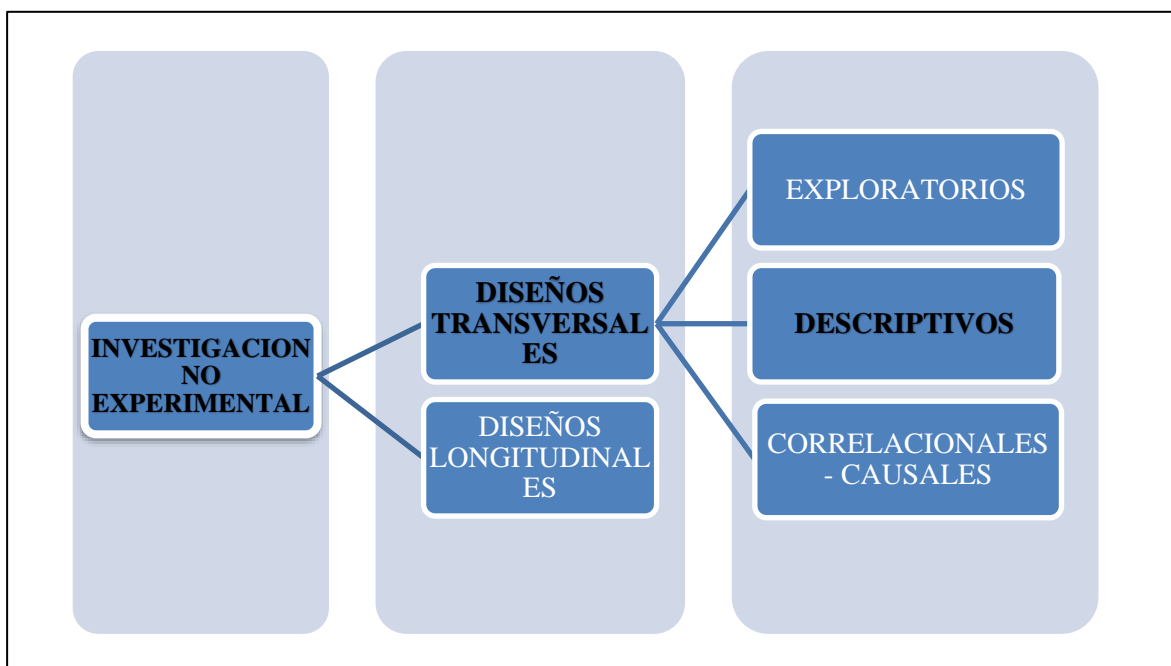 INVESTIGACION
NO
EXPERIMENTAL
DISEÑOS
TRANSVERSAL
ES
DISEÑOS
LONGITUDINAL
ES
EXPLORATORIOS
DESCRIPTIVOS
CORRELACIONALES
- CAUSALES